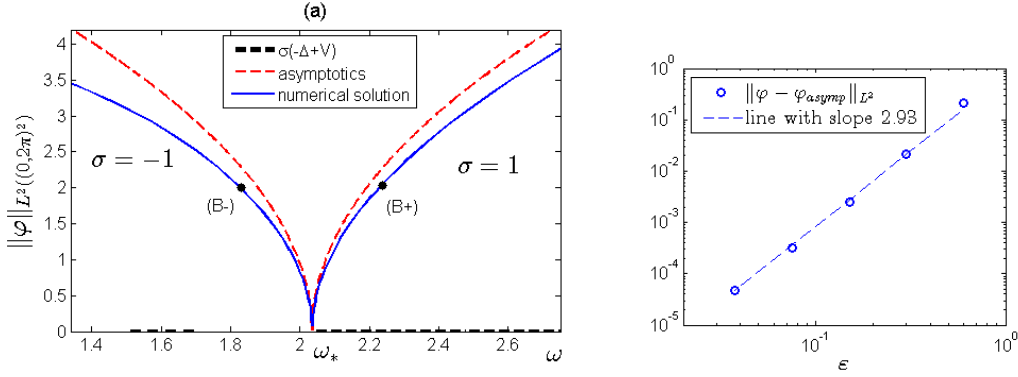 (a)
σ(-Δ+V)
asymptotics
numerical solution
‖φ‖L²((0,2π)²)
4
3.5
3
2.5
2
1.5
1
0.5
0
σ = −1
σ = 1
(B-)
(B+)
1.4 1.6 1.8 2 ω* 2.2 2.4 2.6 ω
‖φ − φasymp‖L²
line with slope 2.93
10⁰
10⁻¹
10⁻²
10⁻³
10⁻⁴
10⁻⁵
10⁻¹ 10⁰
ε